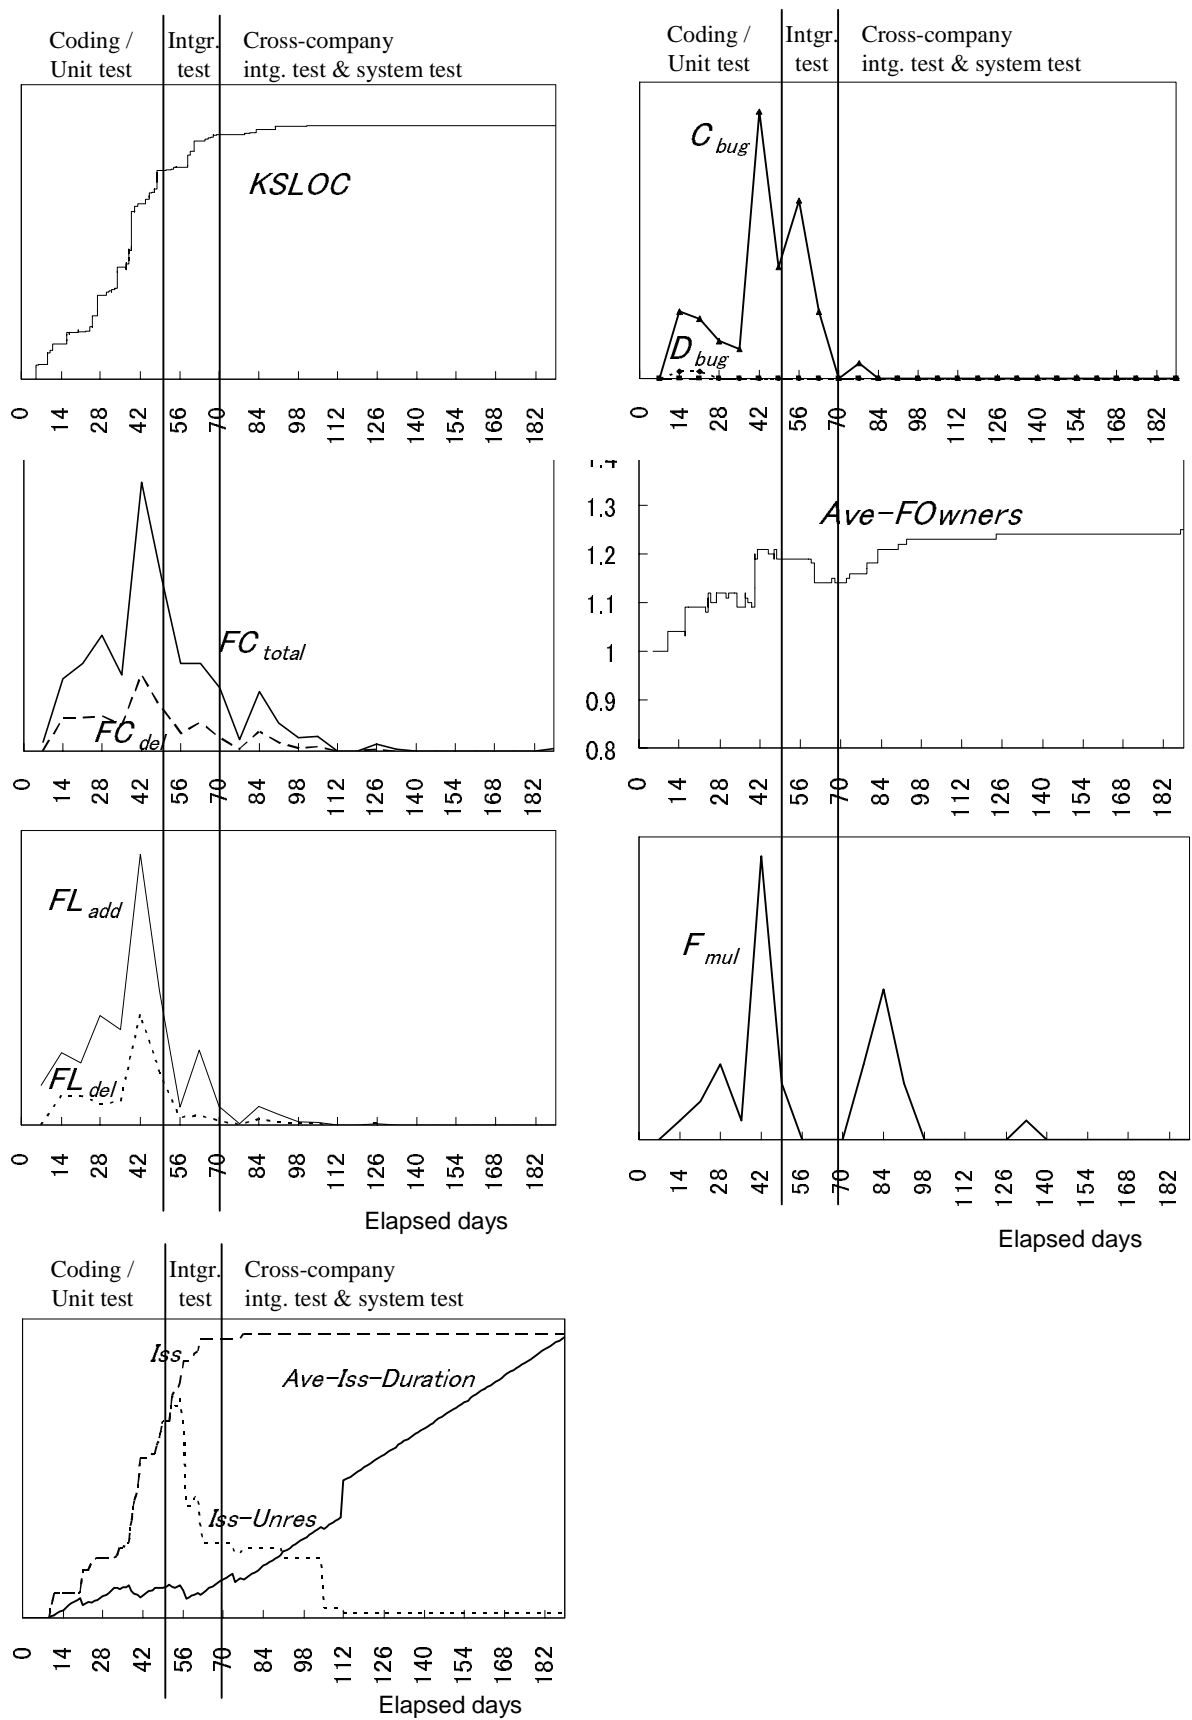 Coding / Intgr. Cross-company
Unit test test intg. test & system test
KSLOC
0 14 28 42 56 70 84 98 112 126 140 154 168 182
FC total
FC del
0 14 28 42 56 70 84 98 112 126 140 154 168 182
FL add
FL del
0 14 28 42 56 70 84 98 112 126 140 154 168 182
Elapsed days
Coding / Intgr. Cross-company
Unit test test intg. test & system test
C bug
D bug
0 14 28 42 56 70 84 98 112 126 140 154 168 182
1.4
1.3
Ave-FOwners
1.2
1.1
1
0.9
0.8
0 14 28 42 56 70 84 98 112 126 140 154 168 182
F mul
0 14 28 42 56 70 84 98 112 126 140 154 168 182
Elapsed days
Coding / Intgr. Cross-company
Unit test test intg. test & system test
Iss
Ave-Iss-Duration
Iss-Unres
0 14 28 42 56 70 84 98 112 126 140 154 168 182
Elapsed days